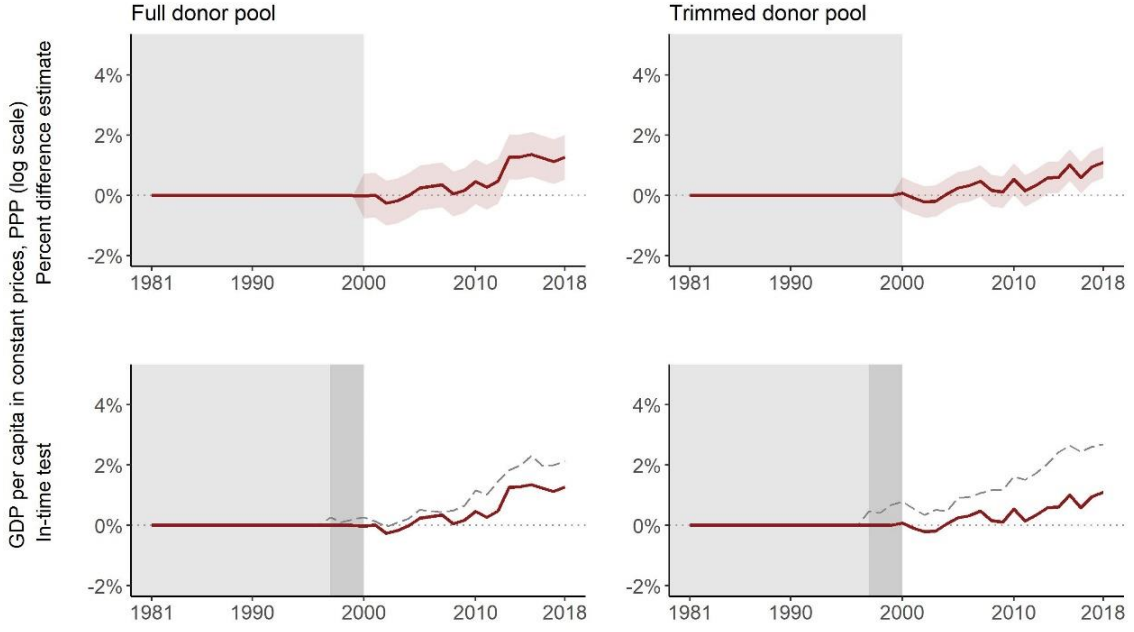 Full donor pool
Trimmed donor pool
GDP per capita in constant prices, PPP (log scale)
Percent difference estimate
4%
2%
0%
-2%
1981 1990 2000 2010 2018
4%
2%
0%
-2%
1981 1990 2000 2010 2018
In-time test
4%
2%
0%
-2%
1981 1990 2000 2010 2018
4%
2%
0%
-2%
1981 1990 2000 2010 2018